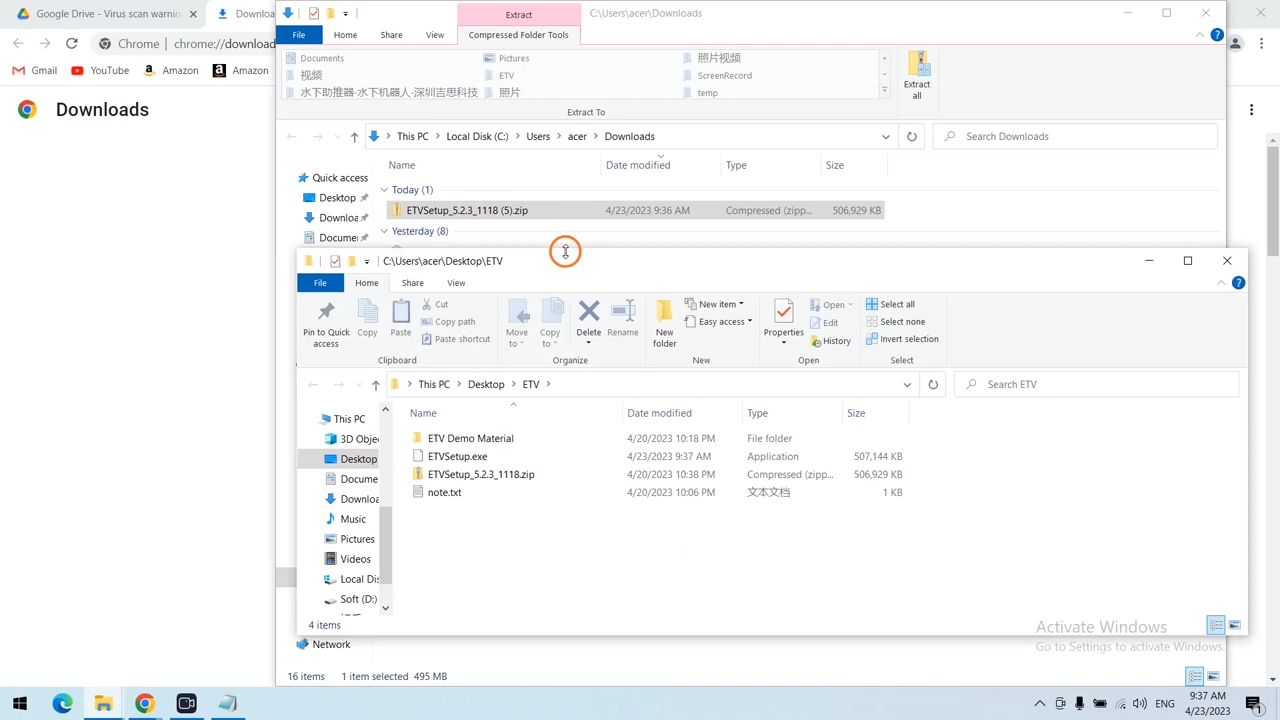 Google Drive - Virus scan warnin
Downloa
Chrome | chrome://download
Gmail
YouTube
Amazon
Amazon
Downloads
Extract
C:\Users\acer\Downloads
File
Home
Share
View
Compressed Folder Tools
Documents
Pictures
照片视频
视频
ETV
ScreenRecord
水下助推器-水下机器人-深圳吉思科技
照片
temp
Extract all
Extract To
This PC > Local Disk (C:) > Users > acer > Downloads
Search Downloads
Name
Date modified
Type
Size
Quick access
Desktop
Downloa
Documer
Today (1)
ETVSetup_5.2.3_1118 (5).zip
4/23/2023 9:36 AM
Compressed (zipp...
506,929 KB
Yesterday (8)
C:\Users\acer\Desktop\ETV
File
Home
Share
View
Pin to Quick access
Copy
Paste
Cut
Copy path
Paste shortcut
Clipboard
Move to
Copy to
Delete
Rename
Organize
New folder
New item
Easy access
New
Properties
Open
Edit
History
Open
Select all
Select none
Invert selection
Select
This PC > Desktop > ETV >
Search ETV
Name
Date modified
Type
Size
This PC
3D Obje
Desktop
Docume
Downloa
Music
Pictures
Videos
Local Dis
Soft (D:)
ETV Demo Material
4/20/2023 10:18 PM
File folder
ETVSetup.exe
4/23/2023 9:37 AM
Application
507,144 KB
ETVSetup_5.2.3_1118.zip
4/20/2023 10:38 PM
Compressed (zipp...
506,929 KB
note.txt
4/20/2023 10:06 PM
文本文档
1 KB
4 items
Activate Windows
Go to Settings to activate Windows.
Network
16 items
1 item selected 495 MB
ENG
9:37 AM
4/23/2023
1